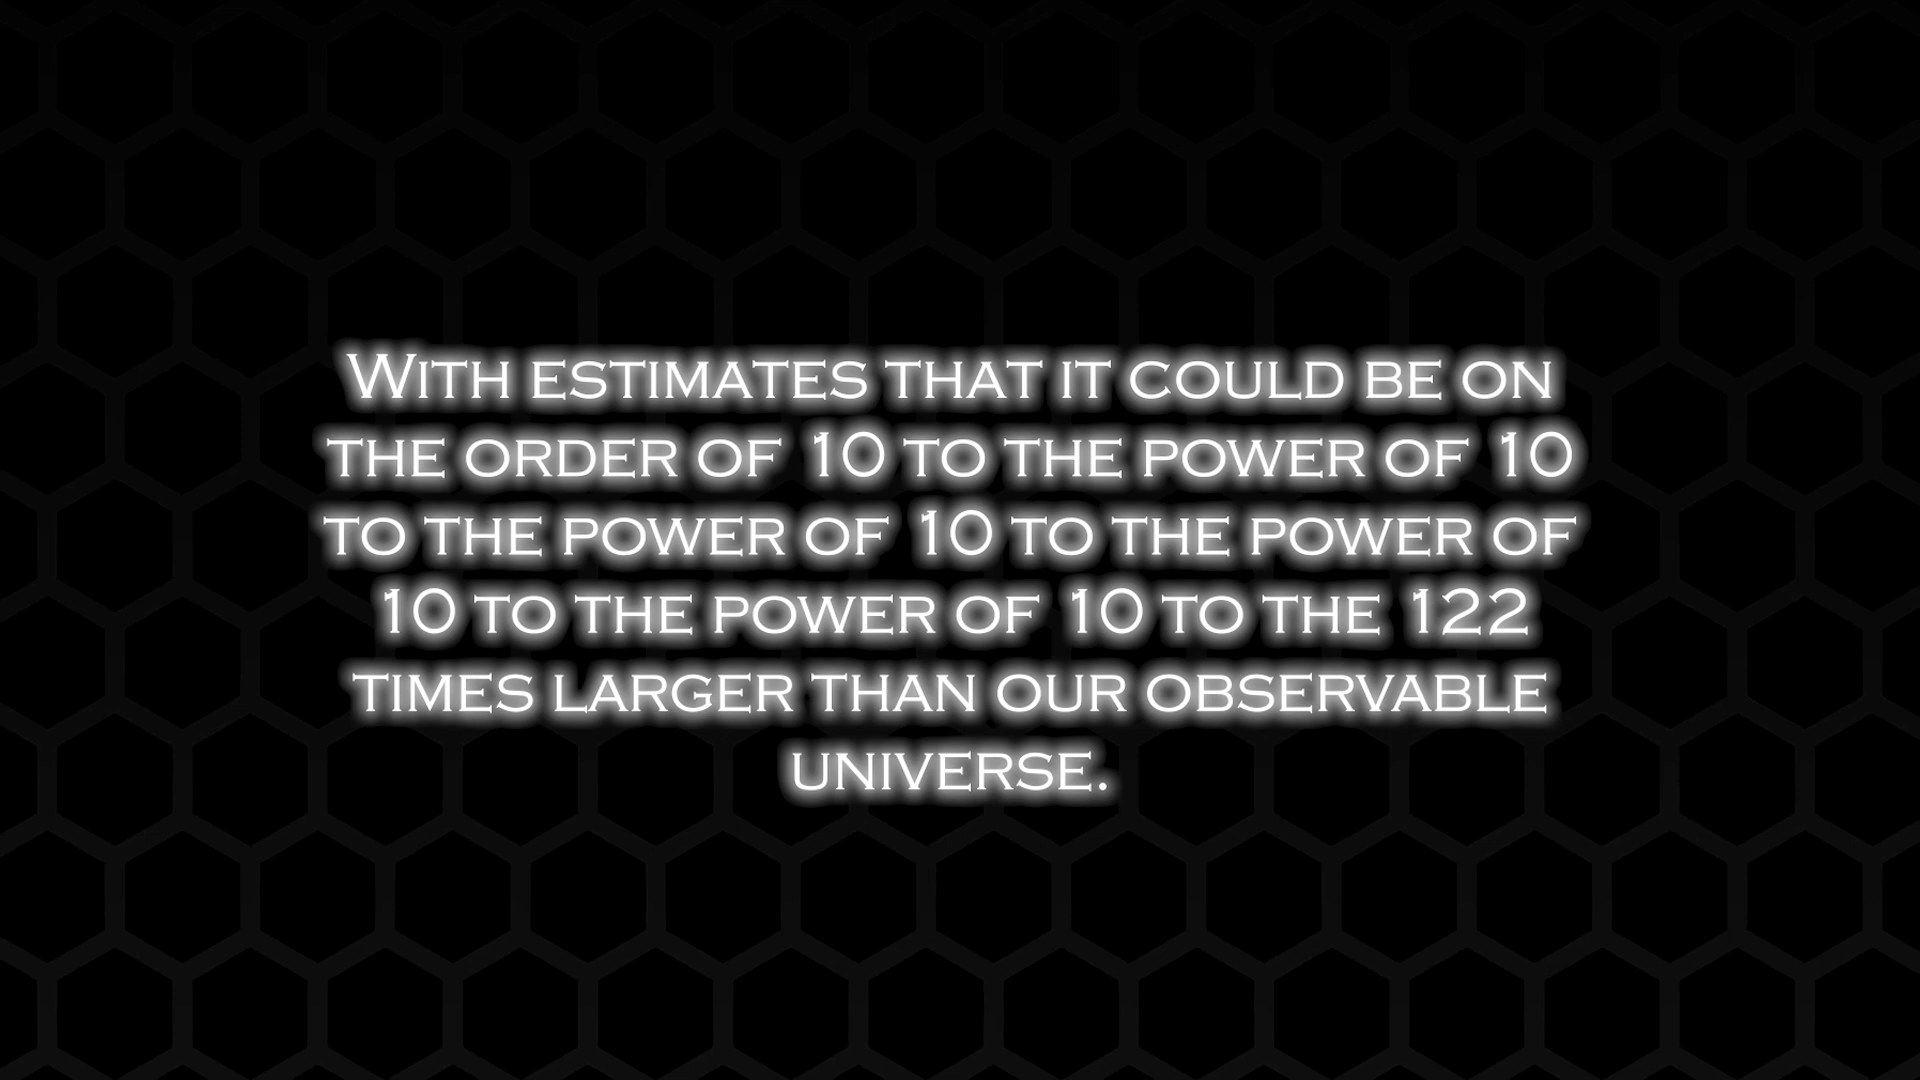 With estimates that it could be on
the order of 10 to the power of 10
to the power of 10 to the power of
10 to the power of 10 to the 122
times larger than our observable
universe.